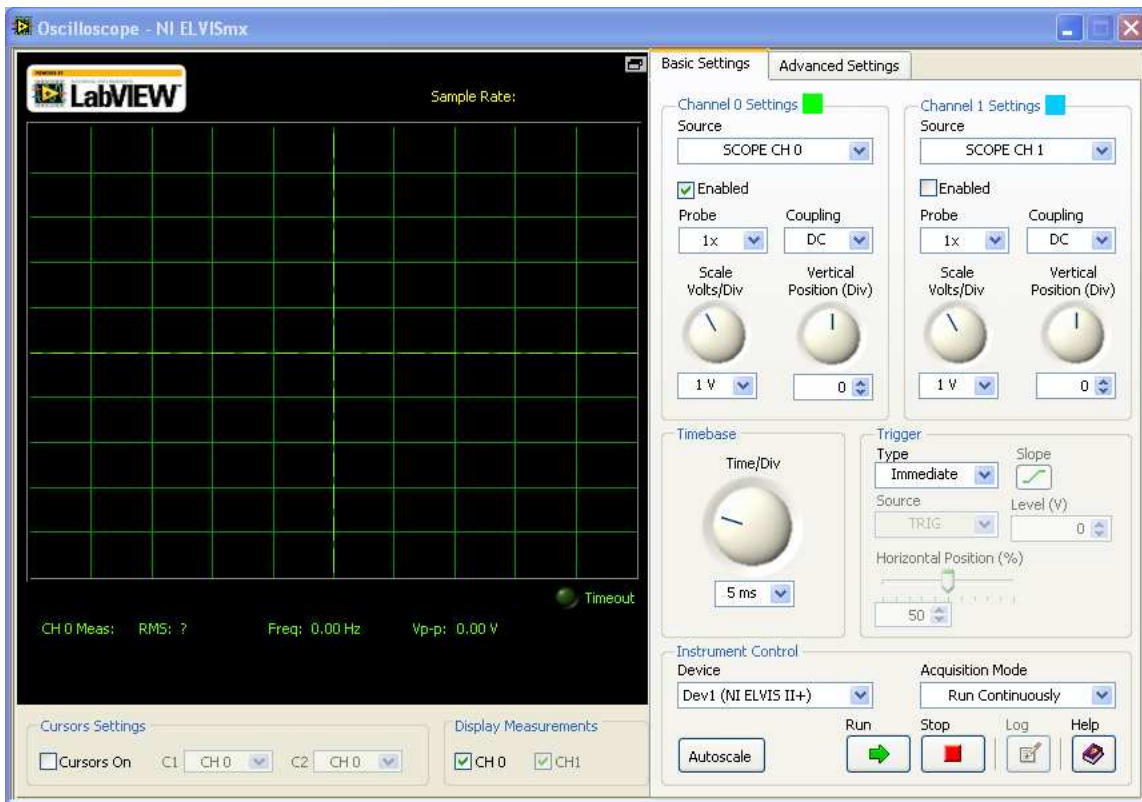 Oscilloscope - NI ELVISmx
LabVIEW
Sample Rate:
Timeout
CH 0 Meas: RMS: ? Freq: 0.00 Hz Vp-p: 0.00 V
Cursors Settings
Cursors On C1 CH 0 C2 CH 0
Display Measurements
CH 0 CH1
Basic Settings Advanced Settings
Channel 0 Settings
Source
SCOPE CH 0
Enabled
Probe Coupling
1x DC
Scale Volts/Div
Vertical Position (Div)
1 V 0
Channel 1 Settings
Source
SCOPE CH 1
Enabled
Probe Coupling
1x DC
Scale Volts/Div
Vertical Position (Div)
1 V 0
Timebase
Time/Div
5 ms
Trigger
Type Slope
Immediate
Source Level (V)
TRIG 0
Horizontal Position (%)
50
Instrument Control
Device Acquisition Mode
Dev1 (NI ELVIS II+) Run Continuously
Run Stop Log Help
Autoscale